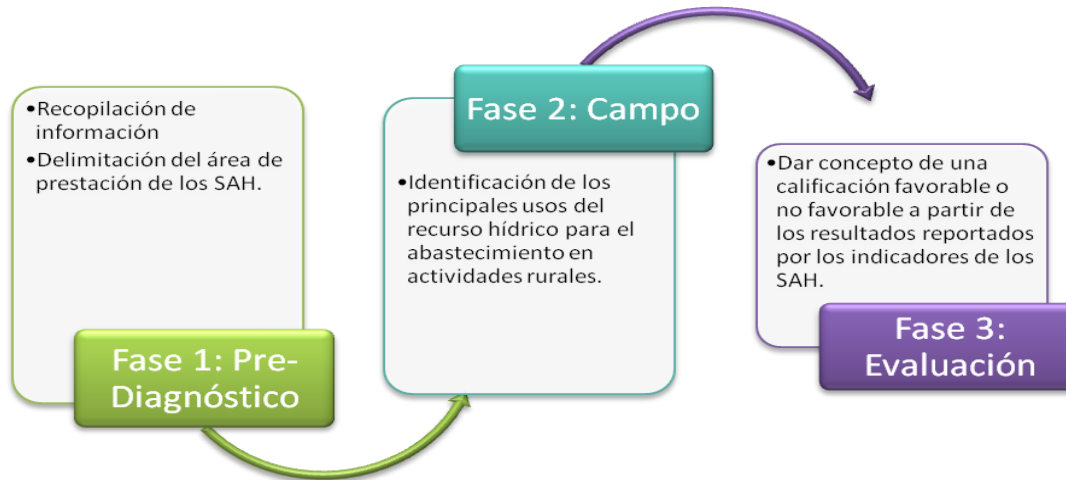 •Recopilación de
información
•Delimitación del área de
prestación de los SAH.
Fase 1: Pre-
Diagnóstico
Fase 2: Campo
•Identificación de los
principales usos del
recurso hídrico para el
abastecimiento en
actividades rurales.
•Dar concepto de una
calificación favorable o
no favorable a partir de
los resultados reportados
por los indicadores de los
SAH.
Fase 3:
Evaluación